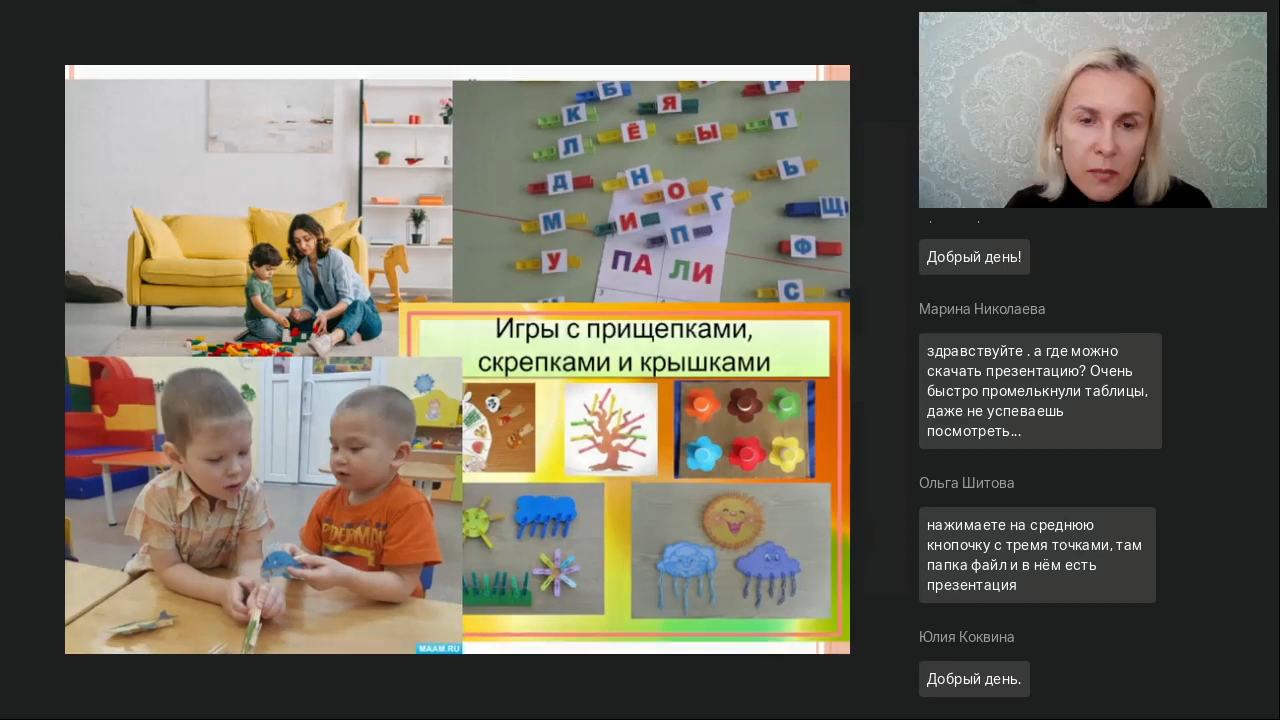 Б
Я
К
Т
Ё
Ы
Л
Д
Н
О
Г
Ь
М
И
П
Щ
У
Ф
С
ПА ЛИ
Игры с прищепками,
скрепками и крышками
MAAM.RU
Добрый день!
Марина Николаева
здравствуйте . а где можно
скачать презентацию? Очень
быстро промелькнули таблицы,
даже не успеваешь
посмотреть...
Ольга Шитова
нажимаете на среднюю
кнопочку с тремя точками, там
папка файл и в нём есть
презентация
Юлия Коквина
Добрый день.